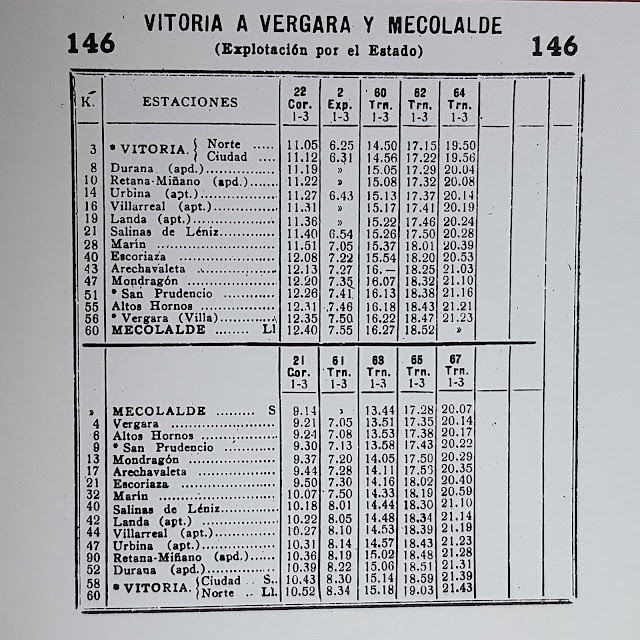 VITORIA A VERGARA Y MECOLALDE
146 (Explotación por el Estado) 146
K. ESTACIONES 22 Cor. 1-3 2 Exp. 1-3 60 Trn. 1-3 62 Trn. 1-3 64 Trn. 1-3
Norte ..... 11.05 6.25 14.50 17.15 19.50
3 * VITORIA.
Ciudad .... 11.12 6.31 14.56 17.22 19.56
8 Durana (apd.) 11.19 » 15.05 17.29 20.04
10 Retana-Miñano (apd.) 11.22 » 15.08 17.32 20.08
14 Urbina (apt.) 11.27 6.43 15.13 17.37 20.14
16 Villarreal (apt.) 11.31 » 15.17 17.41 20.19
19 Landa (apt.) 11.36 » 15.22 17.46 20.24
21 Salinas de Léniz 11.40 6.54 15.26 17.50 20.28
28 Marín 11.51 7.05 15.37 18.01 20.39
40 Escoriaza 12.08 7.22 15.54 18.20 20.53
43 Arechavaleta 12.13 7.27 16.— 18.25 21.03
47 Mondragón 12.20 7.35 16.07 18.32 21.10
51 * San Prudencio 12.26 7.41 16.13 18.38 21.16
55 Altos Hornos 12.31 7.46 16.18 18.43 21.21
56 * Vergara (Villa) 12.35 7.50 16.22 18.47 21.23
60 MECOLALDE ....... Ll 12.40 7.55 16.27 18.52 »
21 Cor. 1-3 61 Trn. 1-3 63 Trn. 1-3 65 Trn. 1-3 67 Trn. 1-3
» MECOLALDE ......... S 9.14 » 13.44 17.28 20.07
4 Vergara 9.21 7.05 13.51 17.35 20.14
6 Altos Hornos 9.24 7.08 13.53 17.38 20.17
9 * San Prudencio 9.30 7.13 13.58 17.43 20.22
13 Mondragón 9.37 7.20 14.05 17.50 20.29
17 Arechavaleta 9.44 7.28 14.11 17.56 20.35
21 Escoriaza 9.50 7.30 14.16 18.02 20.40
32 Marín 10.07 7.50 14.33 18.19 20.59
40 Salinas de Léniz 10.18 8.01 14.44 18.30 21.10
42 Landa (apt.) 10.22 8.05 14.48 18.34 21.14
44 Villarreal (apt.) 10.27 8.10 14.53 18.39 21.19
47 Urbina (apt.) 10.31 8.14 14.57 18.43 21.23
90 Retana-Miñano (apd.) 10.36 8.19 15.02 18.48 21.28
52 Durana (apd.) 10.39 8.22 15.06 18.51 21.31
58 * VITORIA. Ciudad .. S.. 10.43 8.30 15.14 18.59 21.39
60 Norte .. Ll. 10.52 8.34 15.18 19.03 21.43